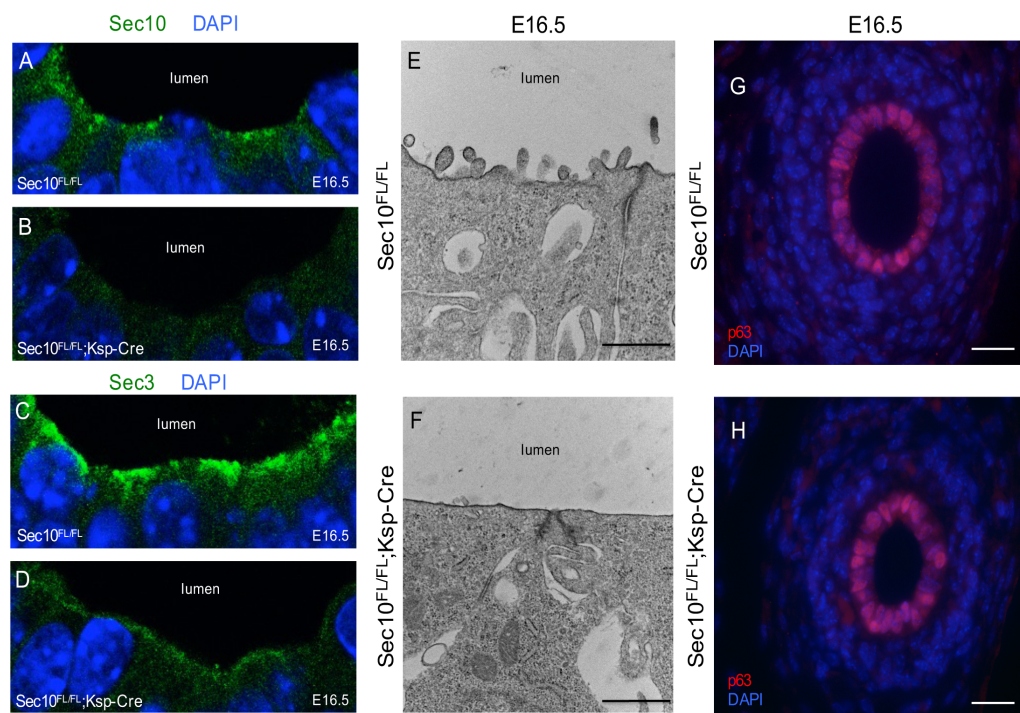 Sec10 DAPI
A
lumen
Sec10FL/FL
E16.5
B
lumen
Sec10FL/FL;Ksp-Cre
E16.5
Sec3 DAPI
C
lumen
Sec10FL/FL
E16.5
D
lumen
Sec10FL/FL;Ksp-Cre
E16.5
E16.5
Sec10FL/FL
E
lumen
Sec10FL/FL;Ksp-Cre
F
lumen
E16.5
Sec10FL/FL
G
p63
DAPI
Sec10FL/FL;Ksp-Cre
H
p63
DAPI